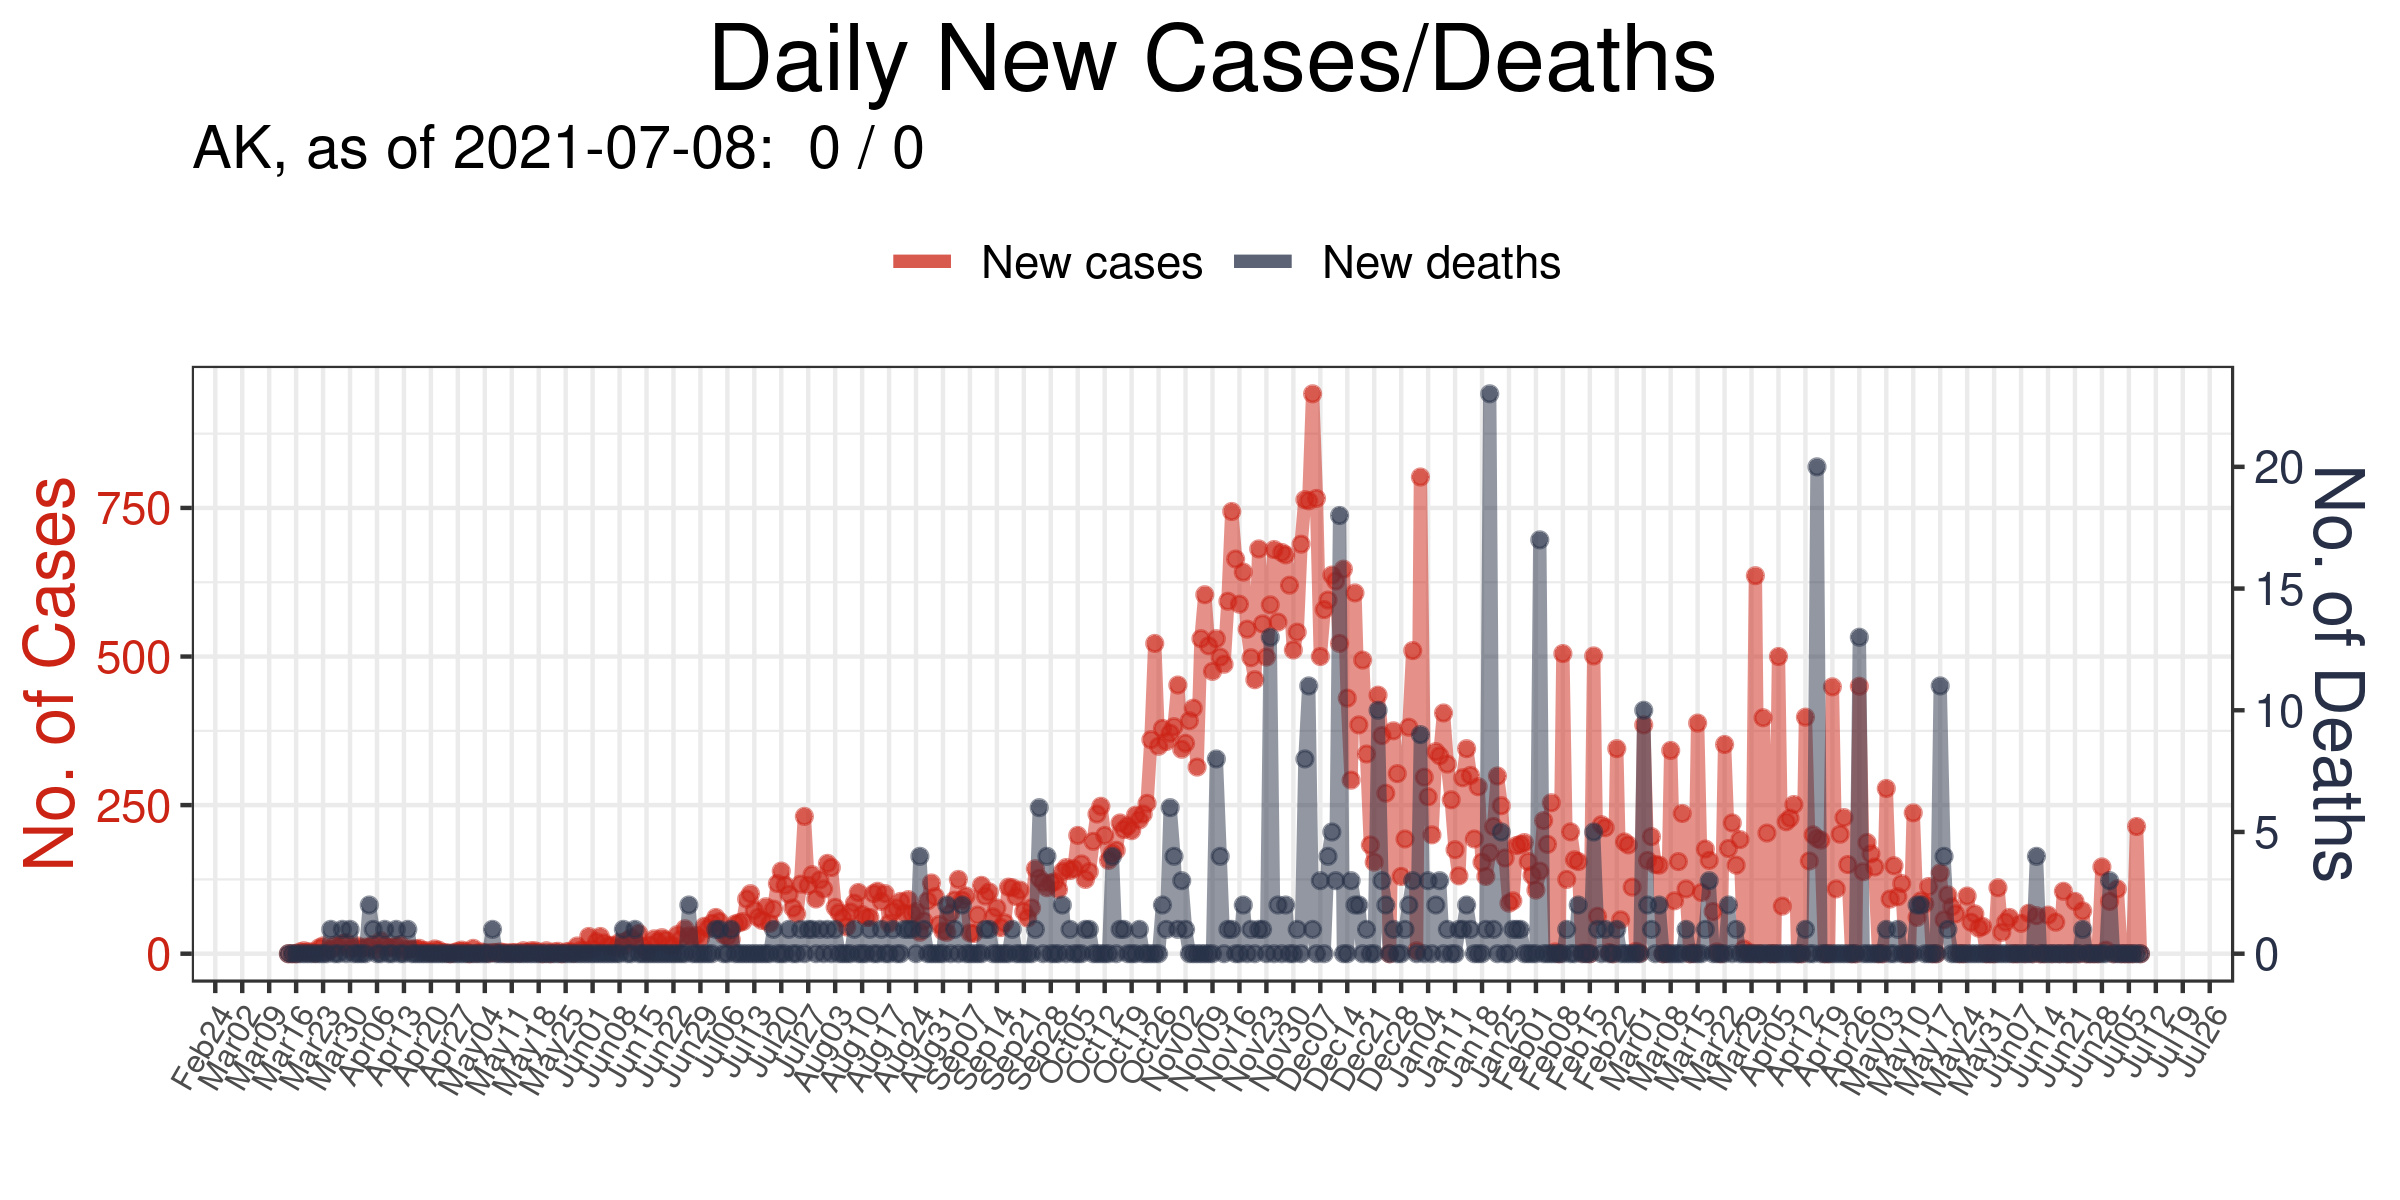 Daily New Cases/Deaths
AK, as of 2021-07-08:  0 / 0
New cases
New deaths
No. of Cases
750
500
250
0
20
15
10
5
0
No. of Deaths
Feb24
Mar02
Mar09
Mar16
Mar23
Mar30
Apr06
Apr13
Apr20
Apr27
May04
May11
May18
May25
Jun01
Jun08
Jun15
Jun22
Jun29
Jul06
Jul13
Jul20
Jul27
Aug03
Aug10
Aug17
Aug24
Aug31
Sep07
Sep14
Sep21
Sep28
Oct05
Oct12
Oct19
Oct26
Nov02
Nov09
Nov16
Nov23
Nov30
Dec07
Dec14
Dec21
Dec28
Jan04
Jan11
Jan18
Jan25
Feb01
Feb08
Feb15
Feb22
Mar01
Mar08
Mar15
Mar22
Mar29
Apr05
Apr12
Apr19
Apr26
May03
May10
May17
May24
May31
Jun07
Jun14
Jun21
Jun28
Jul05
Jul12
Jul19
Jul26